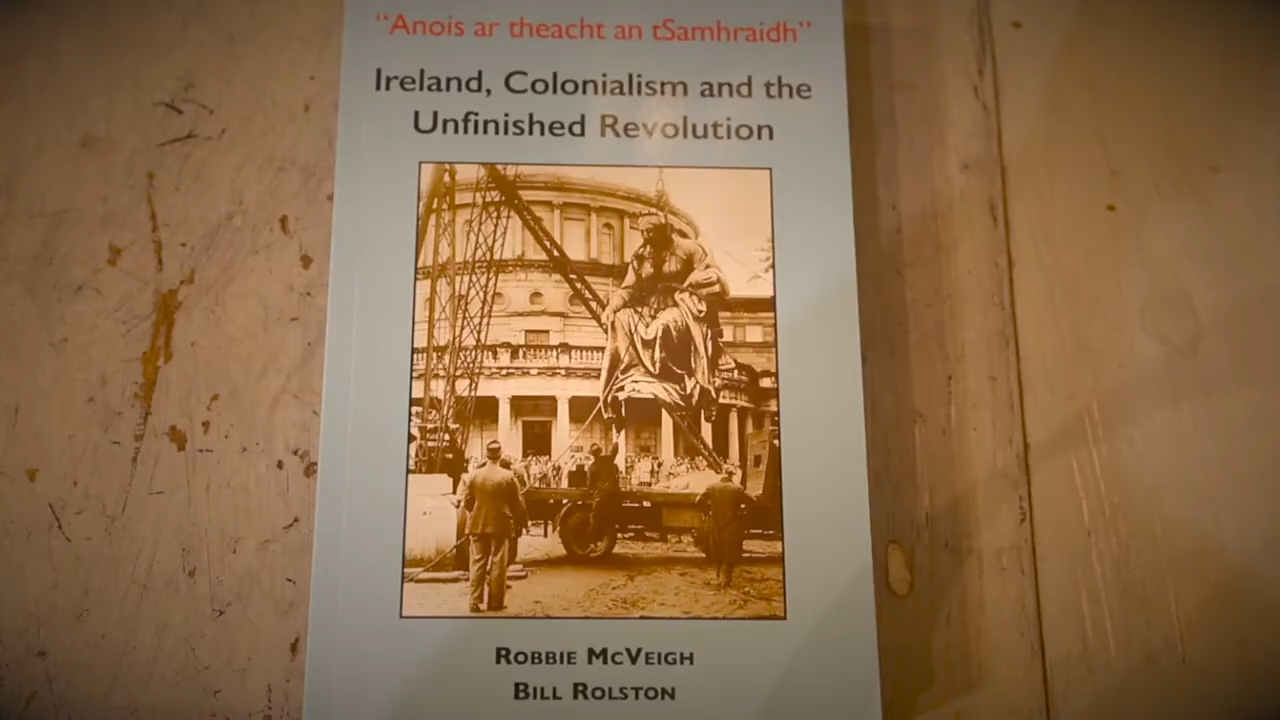 "Anois ar theacht an tSamhraidh"
Ireland, Colonialism and the
Unfinished Revolution
ROBBIE MCVEIGH
BILL ROLSTON